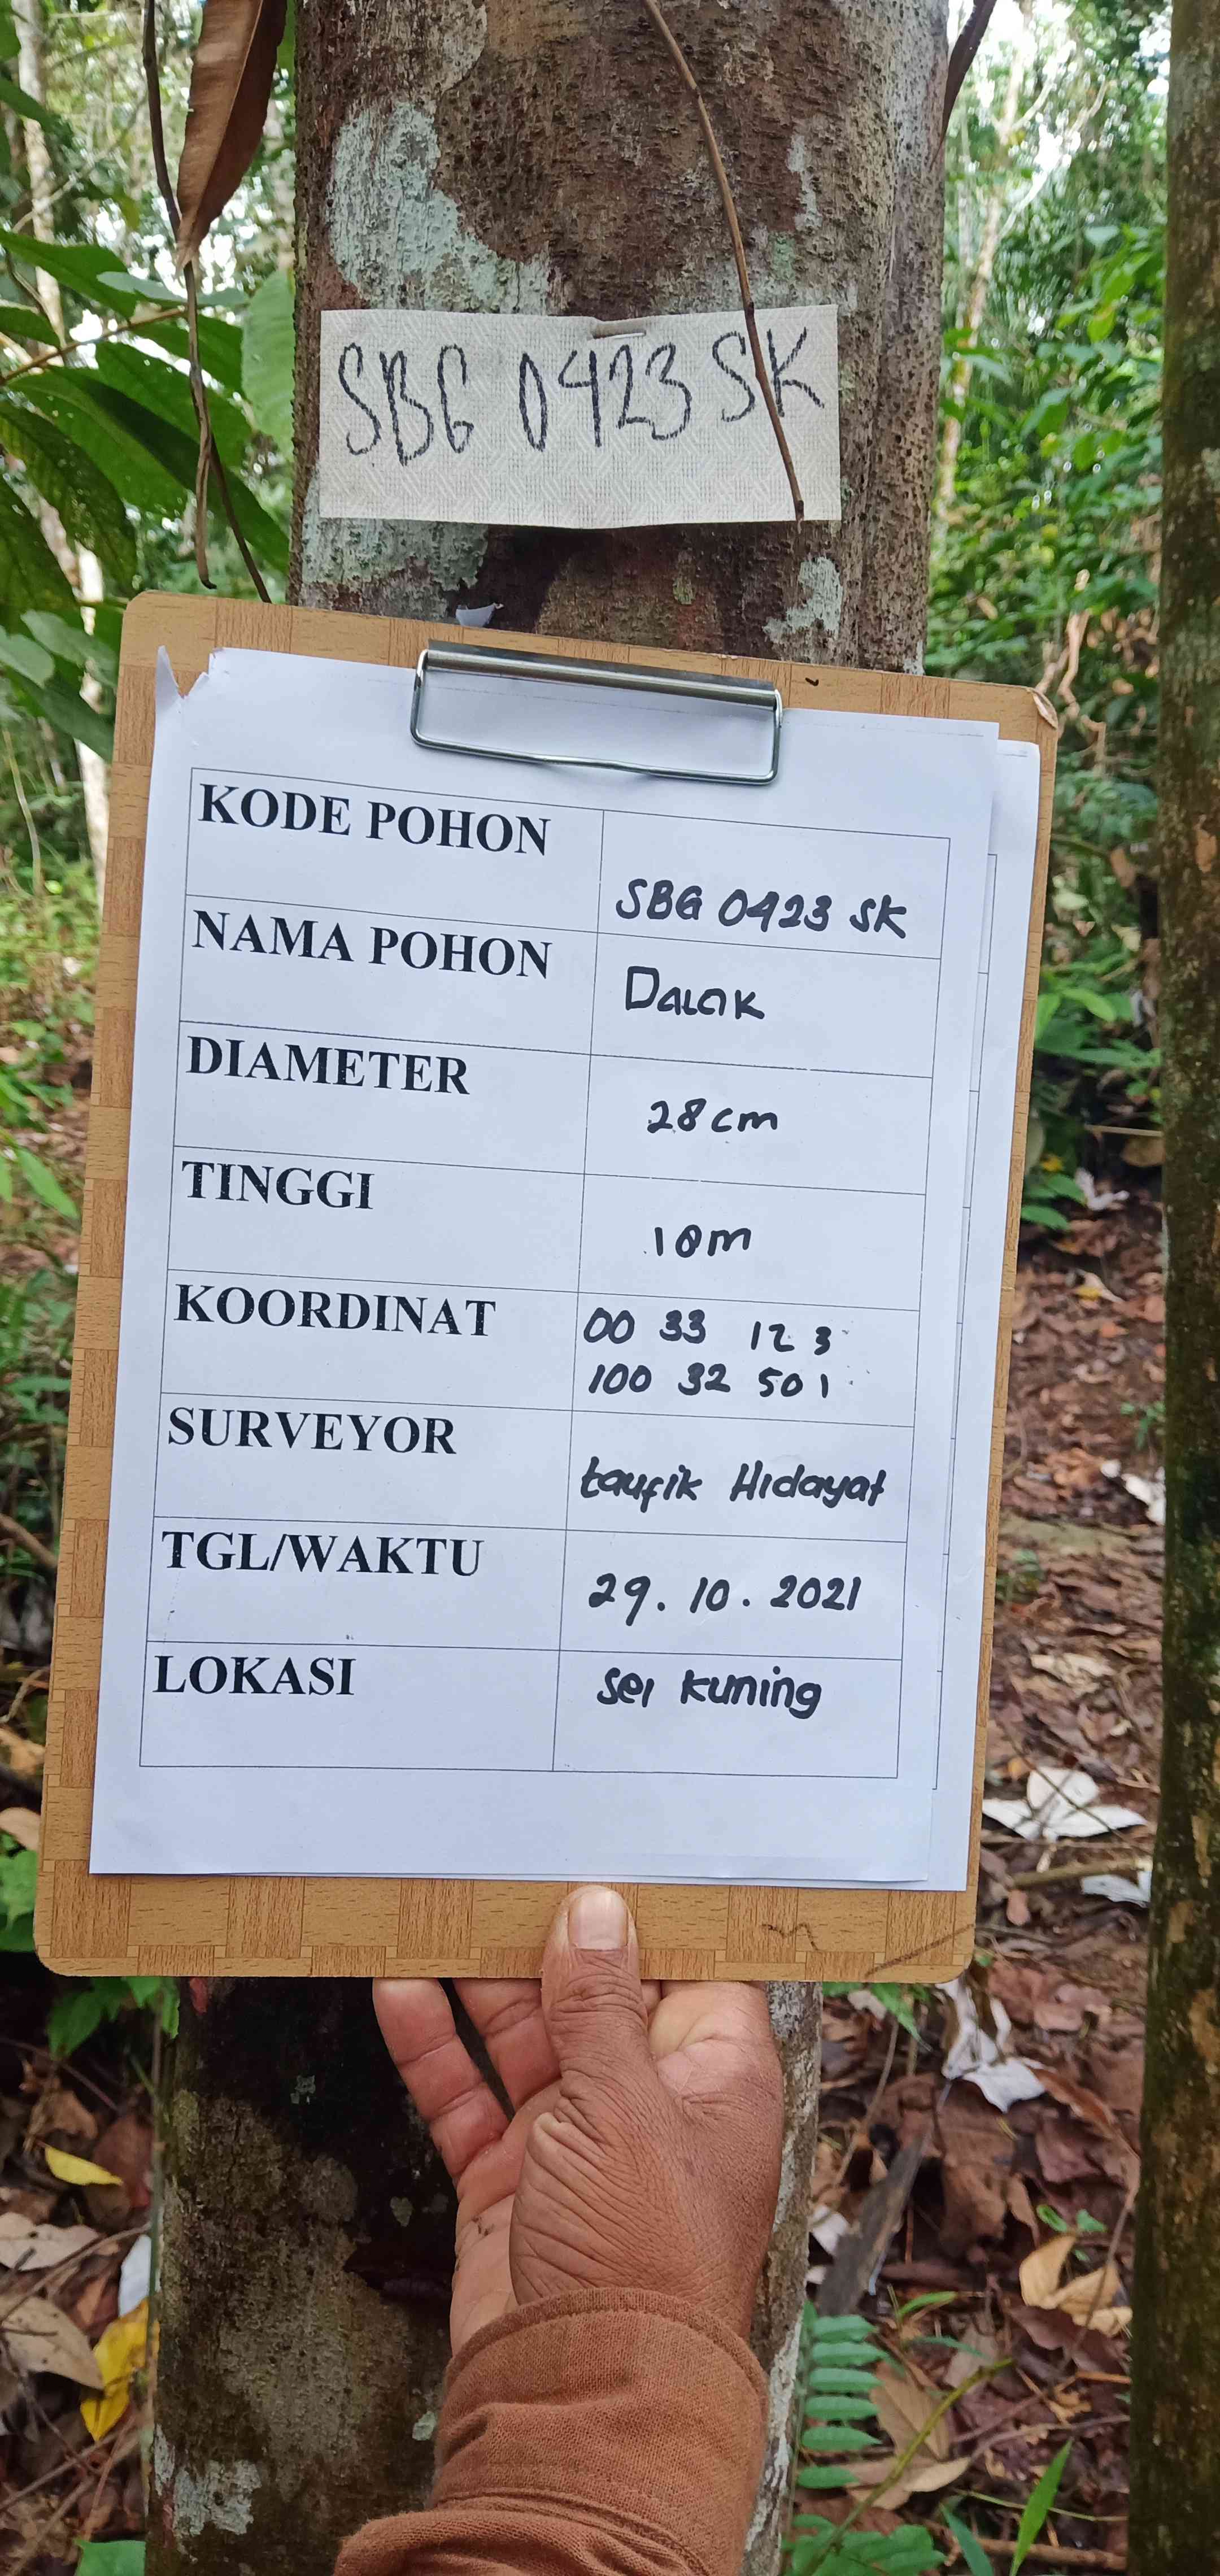 SBG 0423 SK
KODE POHON
SBG 0423 SK
NAMA POHON
Dalak
DIAMETER
28 cm
TINGGI
10 m
KOORDINAT
00 33 12 3
100 32 50 1
SURVEYOR
taufik Hidayat
TGL/WAKTU
29. 10. 2021
LOKASI
Sei Kuning